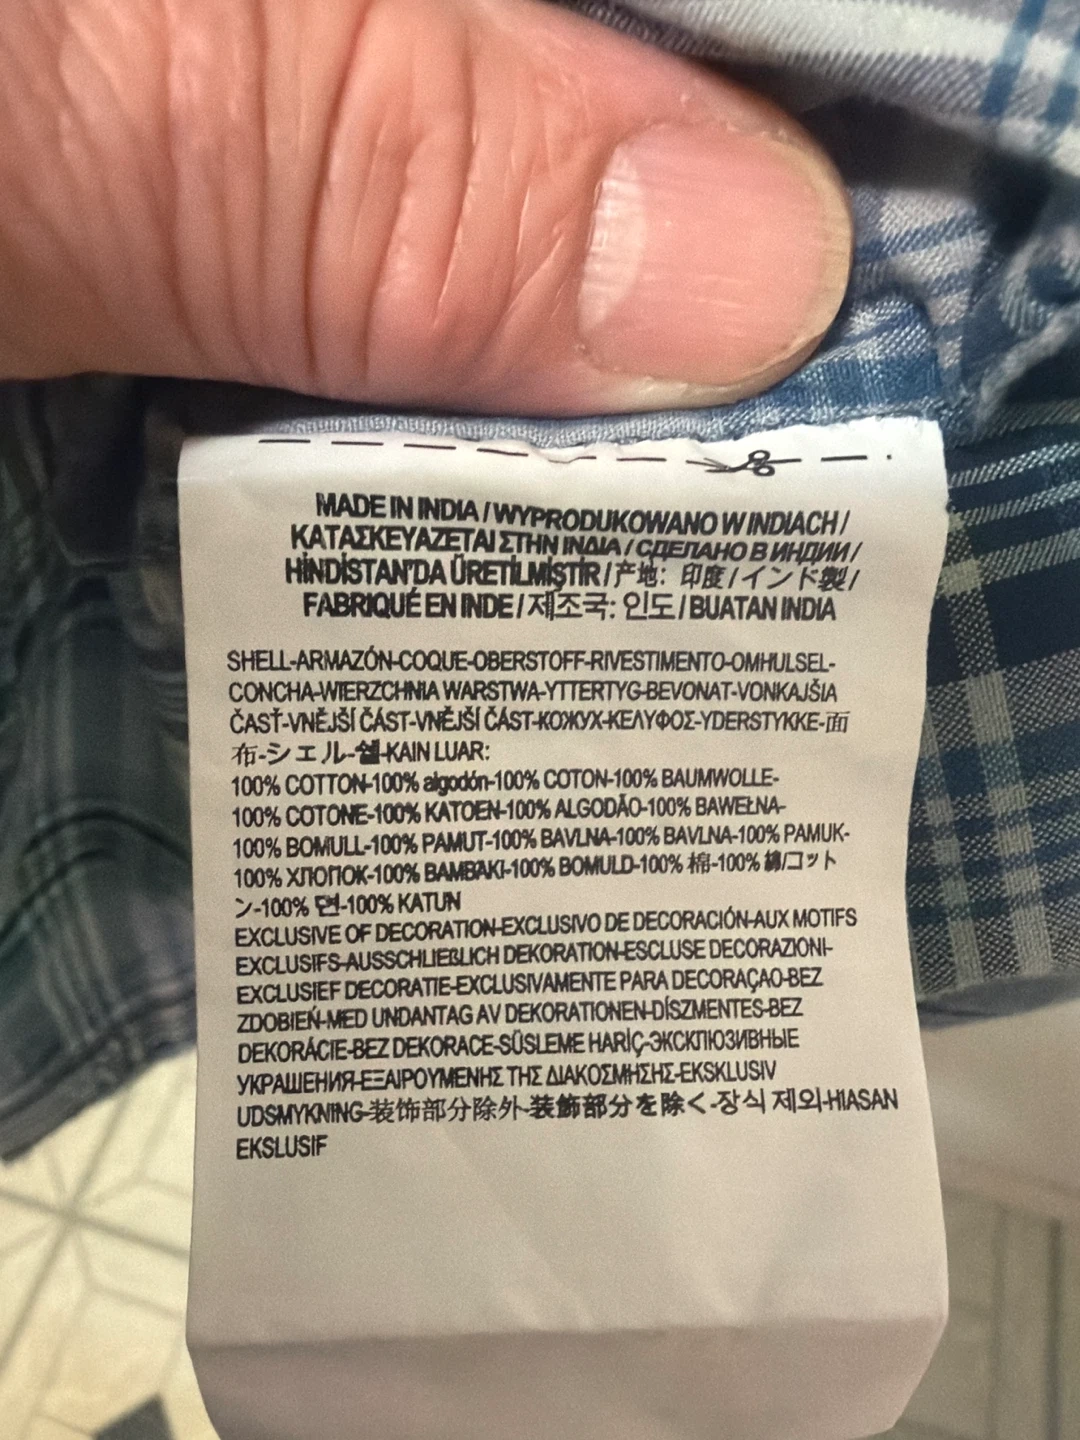 MADE IN INDIA / WYPRODUKOWANO W INDIACH /
ΚΑΤΑΣΚΕΥΑΖΕΤΑΙ ΣΤΗΝ ΙΝΔΙΑ / СДЕЛАНО В ИНДИИ /
HİNDİSTAN'DA ÜRETİLMİŞTİR / 产地: 印度 / インド製 /
FABRIQUÉ EN INDE / 제조국: 인도 / BUATAN INDIA
SHELL-ARMAZÓN-COQUE-OBERSTOFF-RIVESTIMENTO-OMHULSEL-
CONCHA-WIERZCHNIA WARSTWA-YTTERTYG-BEVONAT-VONKAJŠIA
ČASŤ-VNĚJŠÍ ČÁST-VNĚJŠÍ ČÁST-КОЖУХ-ΚΕΛΥΦΟΣ-YDERSTYKKE-面
布-シェル-쉘-KAIN LUAR:
100% COTTON-100% algodón-100% COTON-100% BAUMWOLLE-
100% COTONE-100% KATOEN-100% ALGODÃO-100% BAWEŁNA-
100% BOMULL-100% PAMUT-100% BAVLNA-100% BAVLNA-100% PAMUK-
100% ХЛОПОК-100% ΒΑΜΒΑΚΙ-100% BOMULD-100% 棉-100% 綿/コット
ン-100% 면-100% KATUN
EXCLUSIVE OF DECORATION-EXCLUSIVO DE DECORACIÓN-AUX MOTIFS
EXCLUSIFS-AUSSCHLIEßLICH DEKORATION-ESCLUSE DECORAZIONI-
EXCLUSIEF DECORATIE-EXCLUSIVAMENTE PARA DECORAÇAO-BEZ
ZDOBIEŃ-MED UNDANTAG AV DEKORATIONEN-DÍSZMENTES-BEZ
DEKORÁCIE-BEZ DEKORACE-SÜSLEME HARİÇ-ЭКСКЛЮЗИВНЫЕ
УКРАШЕНИЯ-ΕΞΑΙΡΟΥΜΕΝΗΣ ΤΗΣ ΔΙΑΚΟΣΜΗΣΗΣ-EKSKLUSIV
UDSMYKNING-装饰部分除外-装飾部分を除く-장식 제외-HIASAN
EKSLUSIF